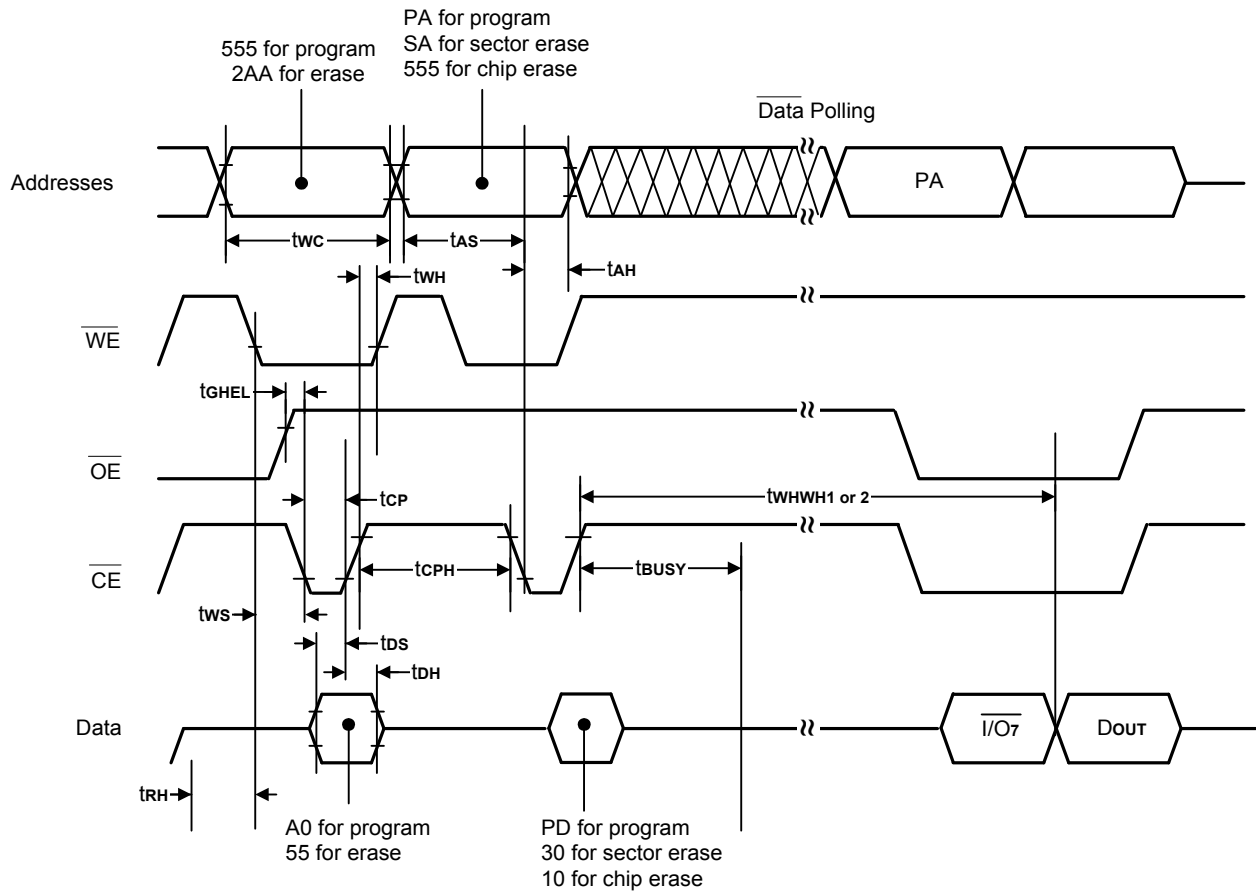 555 for program
2AA for erase
PA for program
SA for sector erase
555 for chip erase
Data Polling
Addresses
PA
tWC
tAS
tWH
tAH
WE
tGHEL
OE
tCP
tWHWH1 or 2
CE
tCPH
tBUSY
tWS
tDS
tDH
Data
I/O7
DOUT
tRH
A0 for program
55 for erase
PD for program
30 for sector erase
10 for chip erase